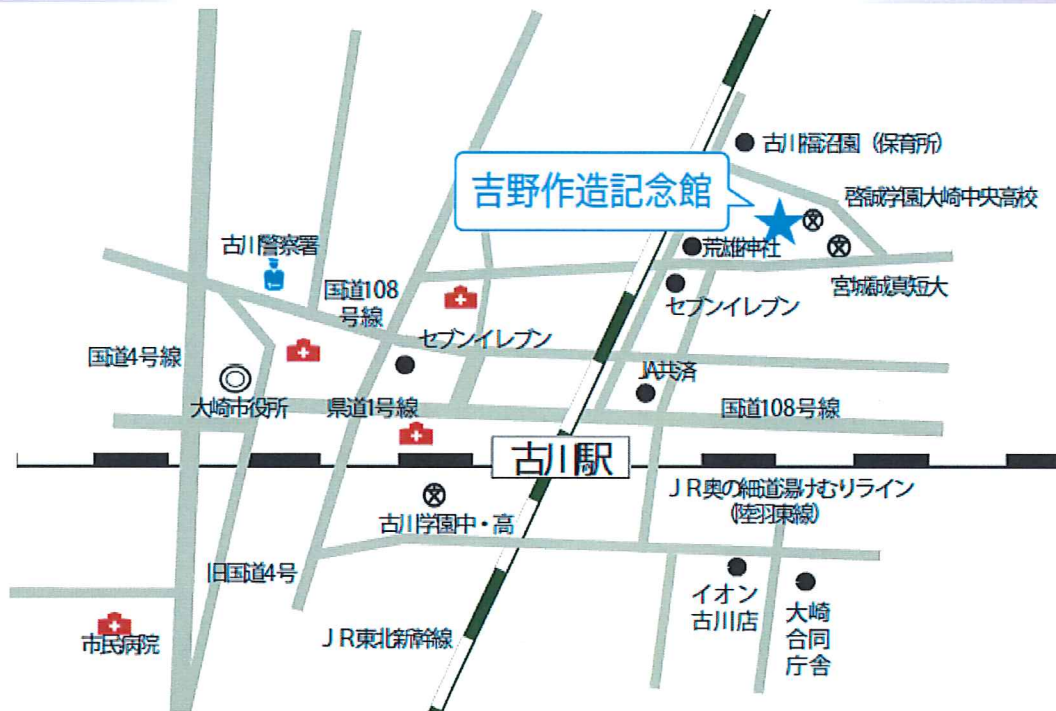 古川福沼園（保育所）
吉野作造記念館
啓誠学園大崎中央高校
古川警察署
荒雄神社
宮城誠真短大
国道108
号線
セブンイレブン
セブンイレブン
国道4号線
JA共済
大崎市役所
県道1号線
国道108号線
古川駅
ＪＲ奥の細道湯けむりライン
（陸羽東線）
古川学園中・高
旧国道4号
イオン
古川店
大崎
合同
庁舎
市民病院
ＪＲ東北新幹線